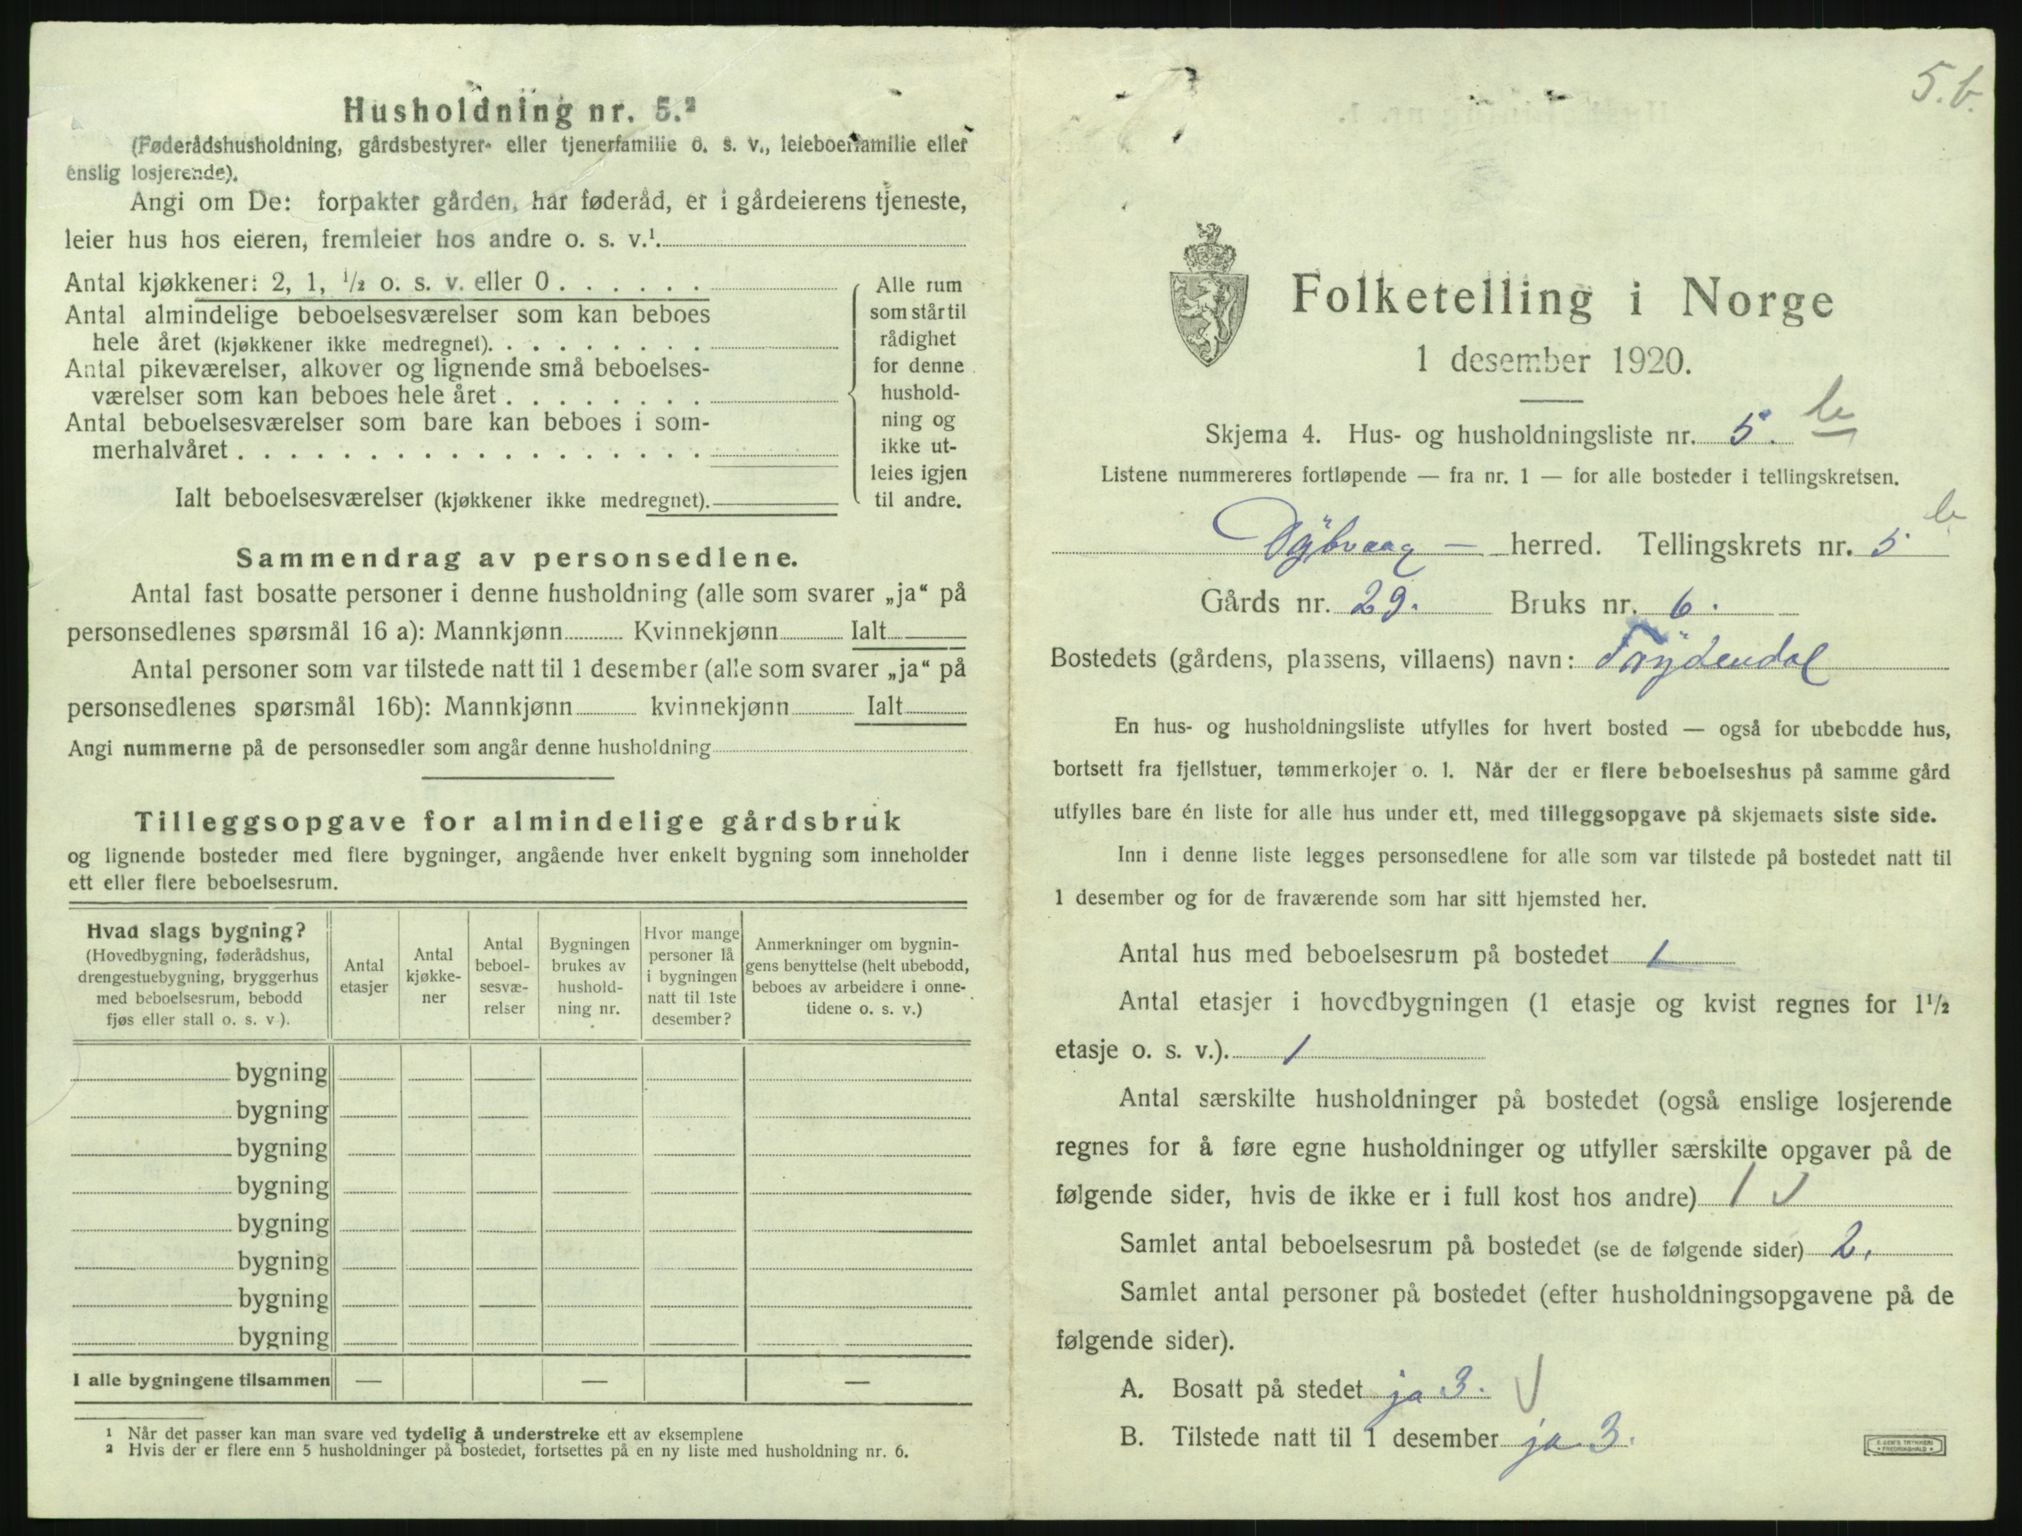 Husholdning nr. 5.²
(Føderådshusholdning, gårdsbestyrer- eller tjenerfamilie o. s. v., leieboerfamilie eller
enslig losjerende).
Angi om De: forpakter gården, har føderåd, er i gårdeierens tjeneste,
leier hus hos eieren, fremleier hos andre o. s. v.¹.
Antal kjøkkener: 2, 1, ½ o. s. v. eller 0 . . . . . .
Antal almindelige beboelsesværelser som kan beboes
hele året (kjøkkener ikke medregnet). . . . . . . . .
Antal pikeværelser, alkover og lignende små beboelses-
værelser som kan beboes hele året . . . . . . . .
Antal beboelsesværelser som bare kan beboes i som-
merhalvåret . . . . . . . . . . . . . . . . . .
Ialt beboelsesværelser (kjøkkener ikke medregnet).
Alle rum
som står til
rådighet
for denne
hushold-
ning og
ikke ut-
leies igjen
til andre.
Sammendrag av personsedlene.
Antal fast bosatte personer i denne husholdning (alle som svarer „ja“ på
personsedlenes spørsmål 16 a): Mannkjønn Kvinnekjønn Ialt
Antal personer som var tilstede natt til 1 desember (alle som svarer „ja“ på
personsedlenes spørsmål 16b): Mannkjønn kvinnekjønn Ialt
Angi nummerne på de personsedler som angår denne husholdning
Tilleggsopgave for almindelige gårdsbruk
og lignende bosteder med flere bygninger, angående hver enkelt bygning som inneholder
ett eller flere beboelsesrum.
Hvad slags bygning?
(Hovedbygning, føderådshus,
drengestuebygning, bryggerhus
med beboelsesrum, bebodd
fjøs eller stall o. s. v ).
Antal
etasjer
Antal
kjøkke-
ner
Antal
beboel-
sesvæ-
relser
Bygningen
brukes av
hushold-
ning nr.
Hvor mange
personer lå
i bygningen
natt til 1ste
desember?
Anmerkninger om bygnin-
gens benyttelse (helt ubebodd,
beboes av arbeidere i onne-
tidene o. s. v.)
bygning
bygning
bygning
bygning
bygning
bygning
bygning
bygning
I alle bygningene tilsammen — — —
¹ Når det passer kan man svare ved tydelig å understreke ett av eksemplene
² Hvis der er flere enn 5 husholdninger på bostedet, fortsettes på en ny liste med husholdning nr. 6.
5.b.
Folketelling i Norge
1 desember 1920.
Skjema 4. Hus- og husholdningsliste nr. 5. b
Listene nummereres fortløpende — fra nr. 1 — for alle bosteder i tellingskretsen.
Dybvaag — herred. Tellingskrets nr. 5 b
Gårds nr. 29. Bruks nr. 6.
Bostedets (gårdens, plassens, villaens) navn: Frydendal
En hus- og husholdningsliste utfylles for hvert bosted — også for ubebodde hus,
bortsett fra fjellstuer, tømmerkojer o. l. Når der er flere beboelseshus på samme gård
utfylles bare én liste for alle hus under ett, med tilleggsopgave på skjemaets siste side.
Inn i denne liste legges personsedlene for alle som var tilstede på bostedet natt til
1 desember og for de fraværende som har sitt hjemsted her.
Antal hus med beboelsesrum på bostedet 1
Antal etasjer i hovedbygningen (1 etasje og kvist regnes for 1½
etasje o. s. v.). 1
Antal særskilte husholdninger på bostedet (også enslige losjerende
regnes for å føre egne husholdninger og utfyller særskilte opgaver på de
følgende sider, hvis de ikke er i full kost hos andre) 1 √
Samlet antal beboelsesrum på bostedet (se de følgende sider) 2.
Samlet antal personer på bostedet (efter husholdningsopgavene på de
følgende sider).
A. Bosatt på stedet ja 3. √
B. Tilstede natt til 1 desember ja 3.